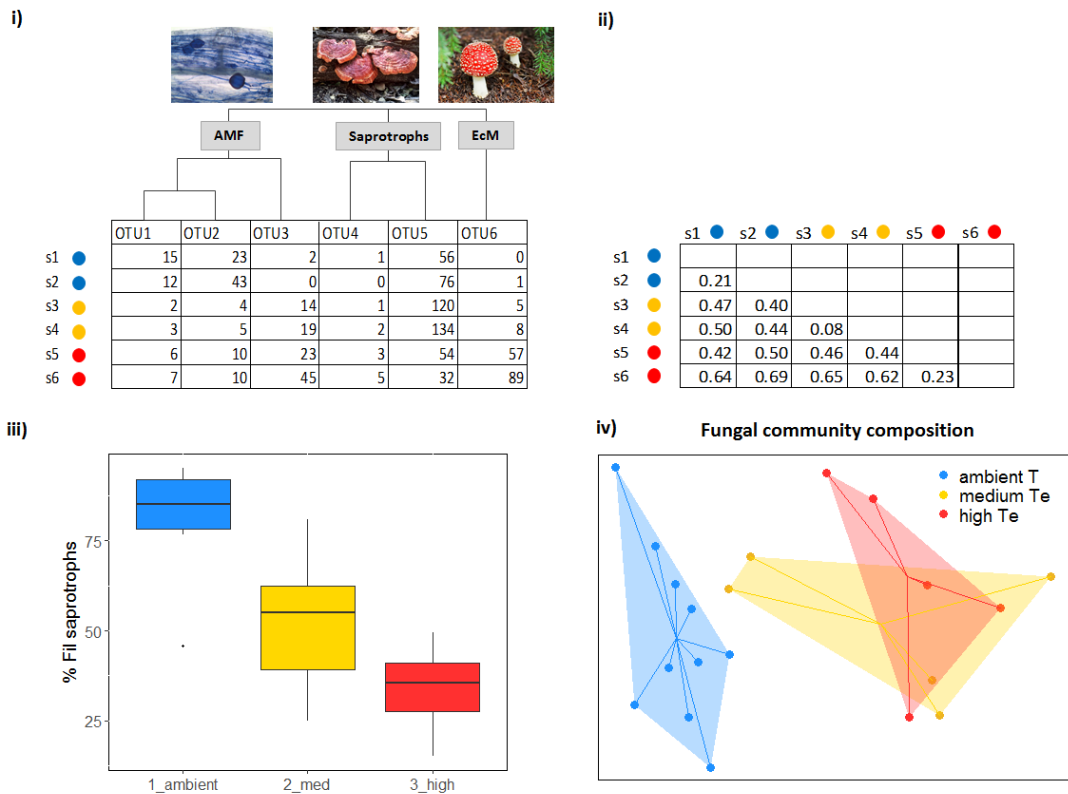 i)
AMF Saprotrophs EcM
OTU1 OTU2 OTU3 OTU4 OTU5 OTU6
s1 15 23 2 1 56 0
s2 12 43 0 0 76 1
s3 2 4 14 1 120 5
s4 3 5 19 2 134 8
s5 6 10 23 3 54 57
s6 7 10 45 5 32 89
ii)
s1 s2 s3 s4 s5 s6
s1
s2 0.21
s3 0.47 0.40
s4 0.50 0.44 0.08
s5 0.42 0.50 0.46 0.44
s6 0.64 0.69 0.65 0.62 0.23
iii)
% Fil saprotrophs
75
50
25
1_ambient 2_med 3_high
iv)
Fungal community composition
ambient T
medium Te
high Te